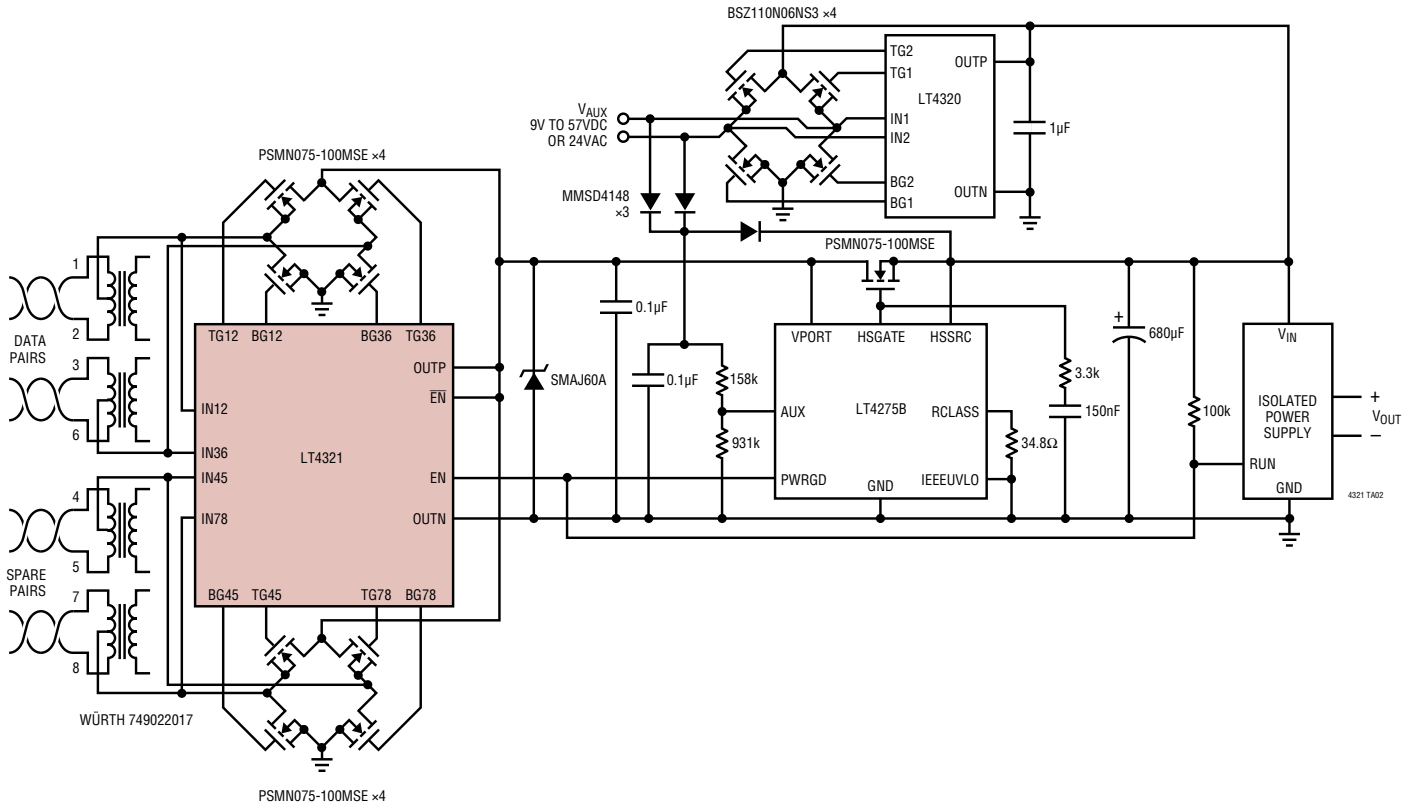 BSZ110N06NS3 ×4
TG2
TG1
OUTP
LT4320
VAUX
9V TO 57VDC
OR 24VAC
IN1
IN2
1µF
BG2
BG1
OUTN
PSMN075-100MSE ×4
MMSD4148
×3
PSMN075-100MSE
1
2
DATA
PAIRS
3
6
TG12
BG12
BG36
TG36
OUTP
EN
IN12
IN36
IN45
IN78
LT4321
EN
OUTN
BG45
TG45
TG78
BG78
4
5
SPARE
PAIRS
7
8
WÜRTH 749022017
PSMN075-100MSE ×4
SMAJ60A
0.1µF
0.1µF
158k
931k
VPORT
HSGATE
HSSRC
AUX
LT4275B
RCLASS
PWRGD
GND
IEEEUVLO
34.8Ω
3.3k
150nF
+
680µF
100k
VIN
ISOLATED
POWER
SUPPLY
RUN
GND
+
VOUT
–
4321 TA02